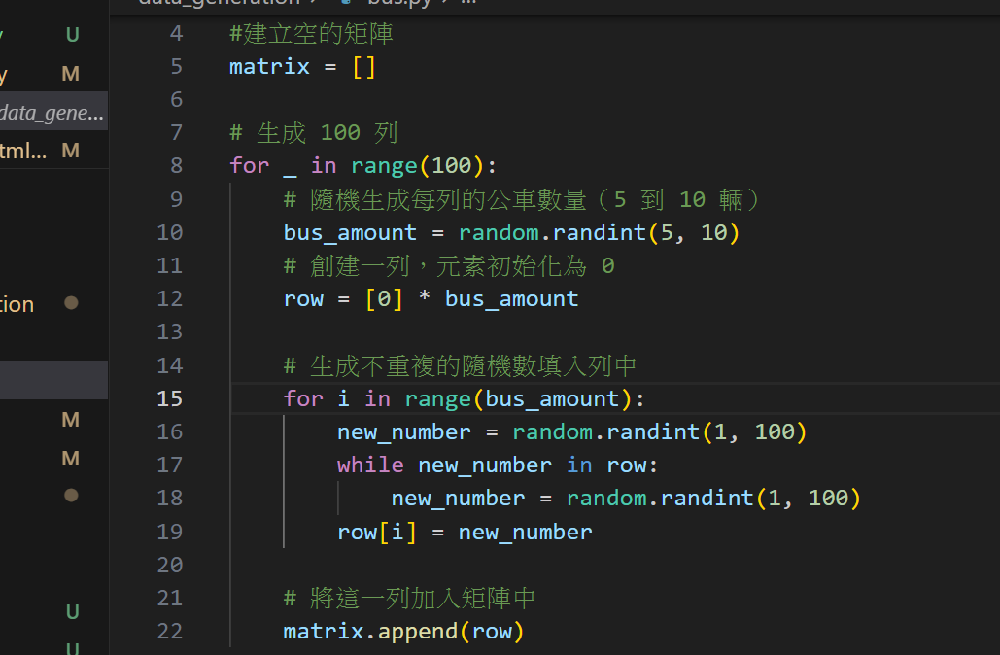 bus.py
4 #建立空的矩陣
y U
5 matrix = []
y M
6
data_gene...
7 # 生成 100 列
tml... M
8 for _ in range(100):
9 # 隨機生成每列的公車數量（5 到 10 輛）
10 bus_amount = random.randint(5, 10)
11 # 創建一列，元素初始化為 0
tion
12 row = [0] * bus_amount
13
14 # 生成不重複的隨機數填入列中
15 for i in range(bus_amount):
M
16 new_number = random.randint(1, 100)
M
17 while new_number in row:
18 new_number = random.randint(1, 100)
19 row[i] = new_number
20
21 # 將這一列加入矩陣中
U
22 matrix.append(row)
U